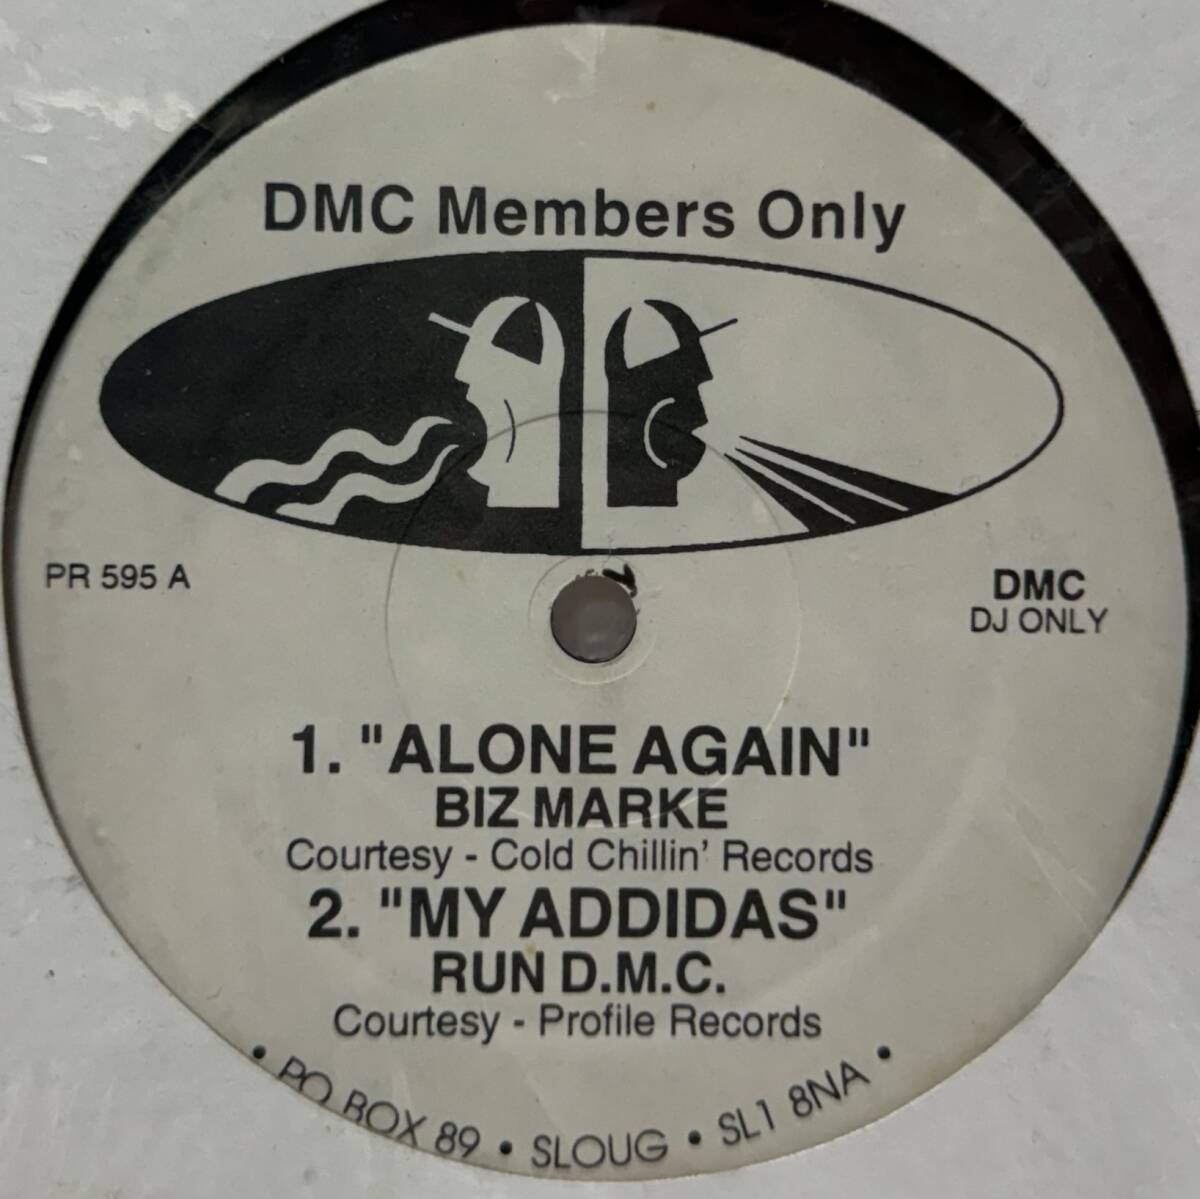 DMC Members Only
PR 595 A
DMC
DJ ONLY
1. "ALONE AGAIN"
BIZ MARKE
Courtesy - Cold Chillin' Records
2. "MY ADDIDAS"
RUN D.M.C.
Courtesy - Profile Records
• PO BOX 89 • SLOUG • SL1 8NA •